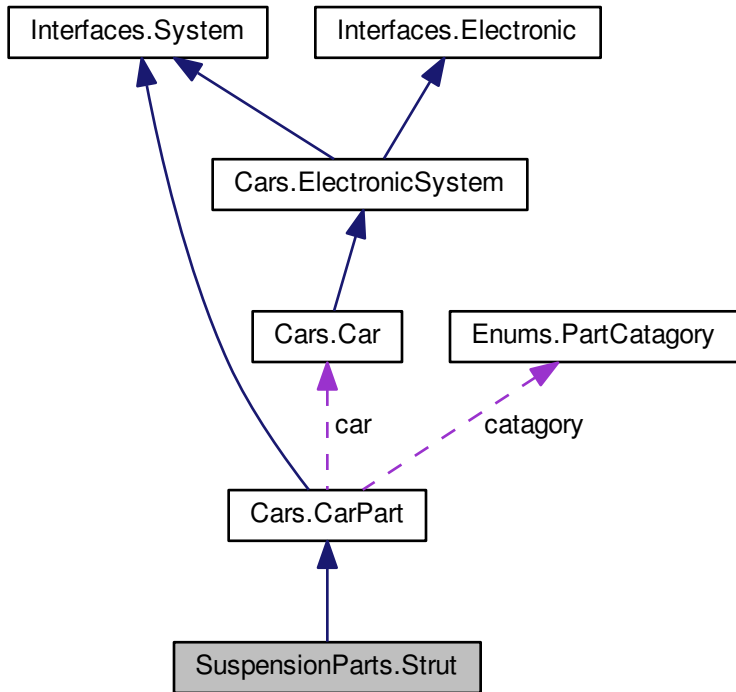 Interfaces.System
Interfaces.Electronic
Cars.ElectronicSystem
Cars.Car
Enums.PartCatagory
car
catagory
Cars.CarPart
SuspensionParts.Strut